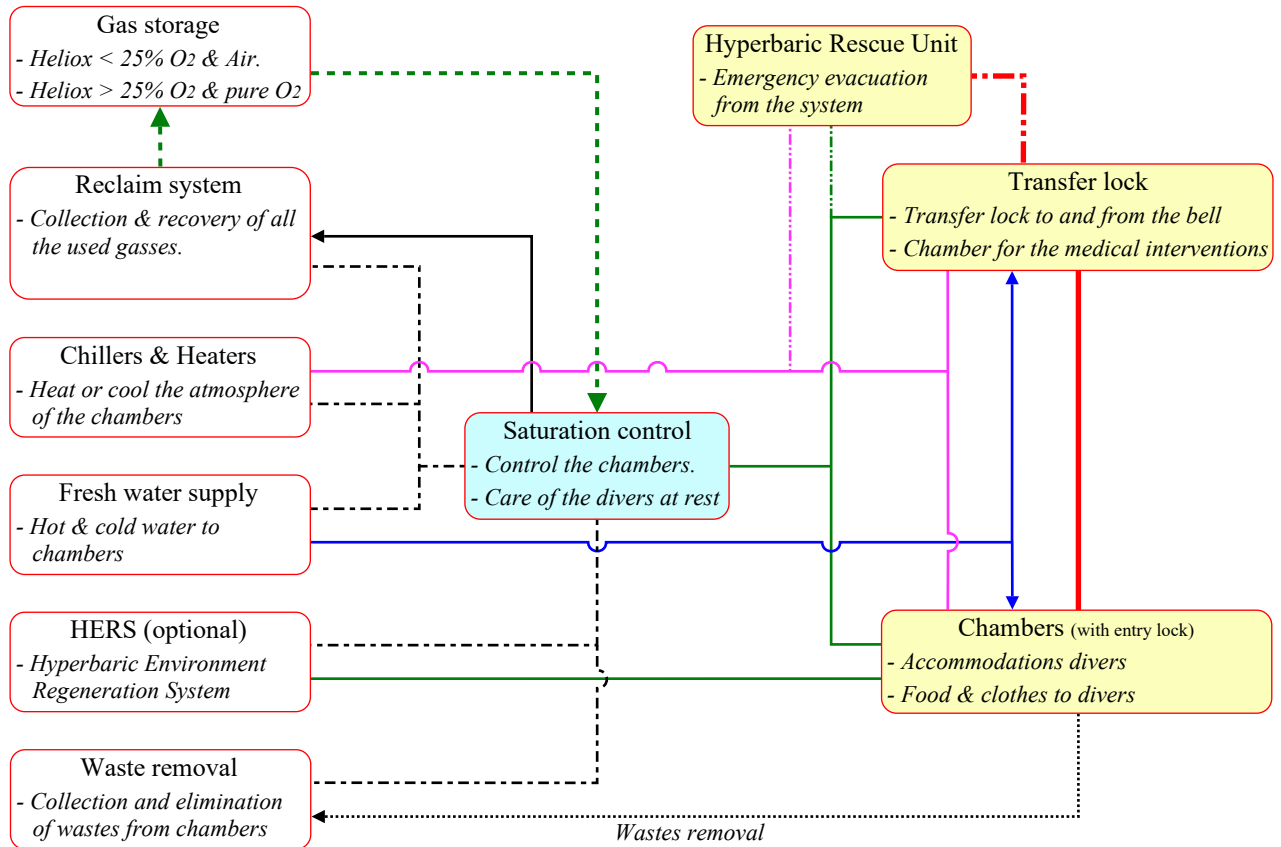 Gas storage
- Heliox < 25% O2 & Air.
- Heliox > 25% O2 & pure O2
Hyperbaric Rescue Unit
- Emergency evacuation
from the system
Reclaim system
- Collection & recovery of all
the used gasses.
Transfer lock
- Transfer lock to and from the bell
- Chamber for the medical interventions
Chillers & Heaters
- Heat or cool the atmosphere
of the chambers
Saturation control
- Control the chambers.
- Care of the divers at rest
Fresh water supply
- Hot & cold water to
chambers
HERS (optional)
- Hyperbaric Environment
Regeneration System
Chambers (with entry lock)
- Accommodations divers
- Food & clothes to divers
Waste removal
- Collection and elimination
of wastes from chambers
Wastes removal